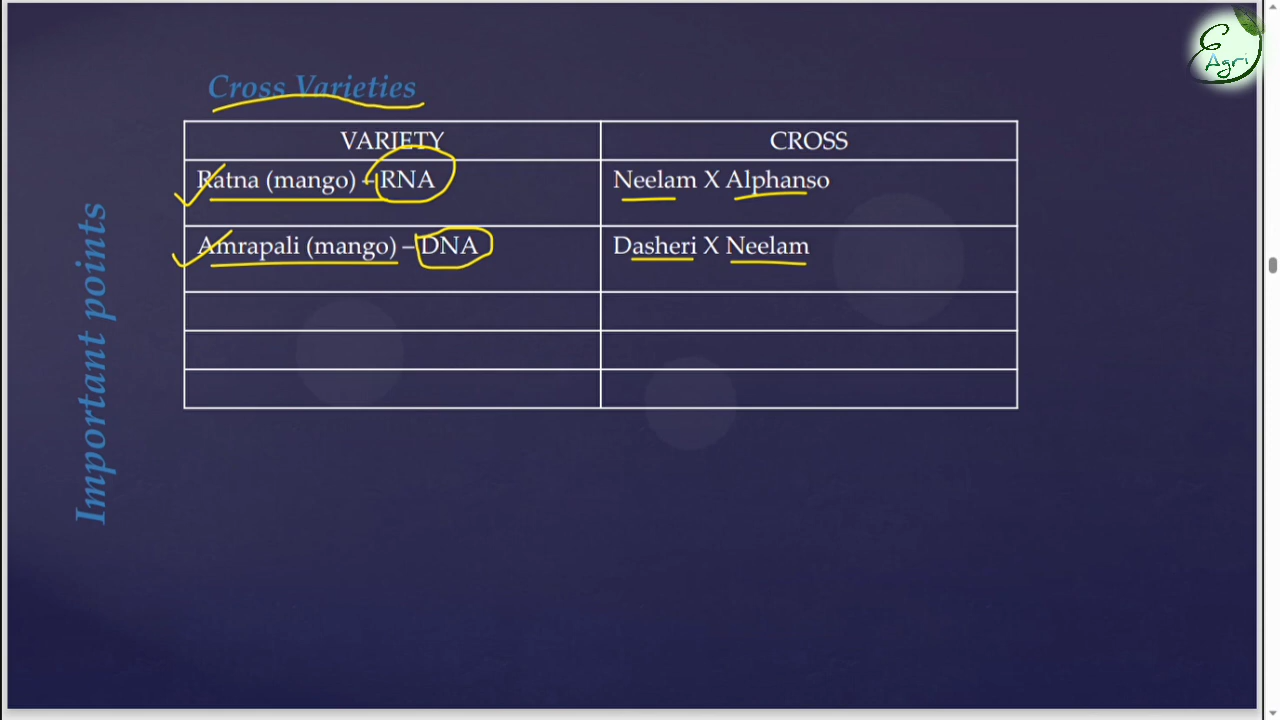 Cross Varieties
VARIETY CROSS
Ratna (mango) – RNA Neelam X Alphanso
Amrapali (mango) – DNA Dasheri X Neelam
Important points
E
Agri